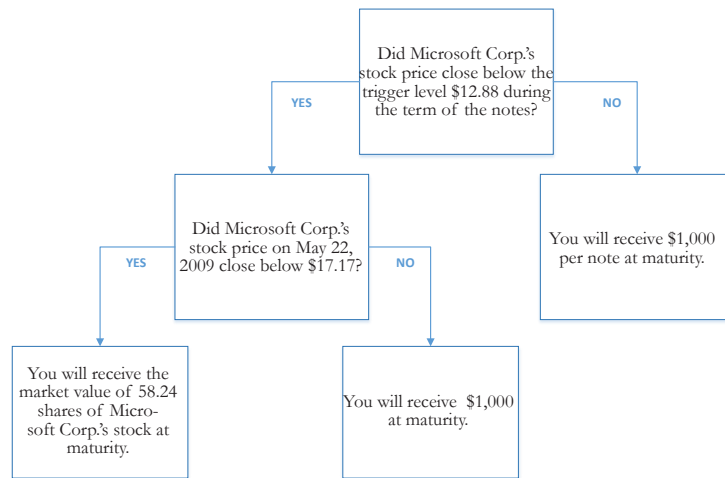 Did Microsoft Corp.'s
stock price close below the
trigger level $12.88 during
the term of the notes?
YES
NO
Did Microsoft Corp.'s
stock price on May 22,
2009 close below $17.17?
You will receive $1,000
per note at maturity.
YES
NO
You will receive the
market value of 58.24
shares of Micro-
soft Corp.'s stock at
maturity.
You will receive $1,000
at maturity.